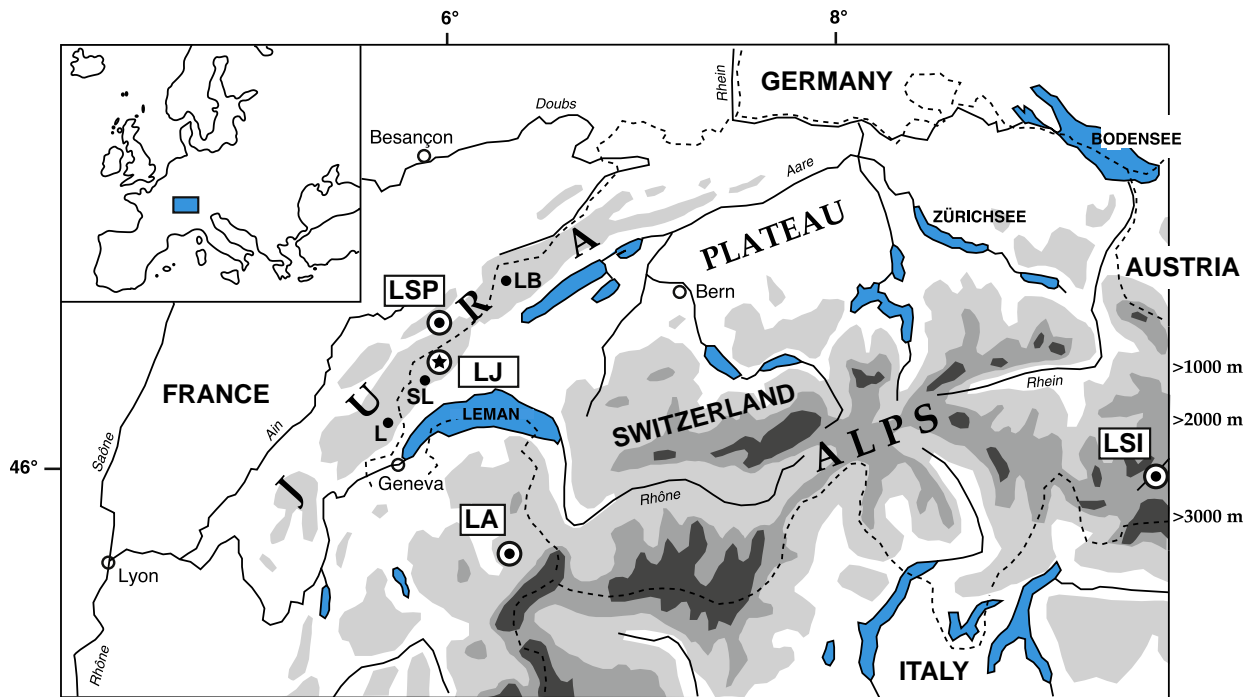 6°
8°
GERMANY
Rhein
Doubs
Besançon
BODENSEE
Aare
ZÜRICHSEE
PLATEAU
AUSTRIA
JURA
LB
LSP
Bern
>1000 m
Rhein
FRANCE
LJ
SL
LEMAN
SWITZERLAND
ALPS
>2000 m
Ain
L
LSI
Saône
46°
Geneva
Rhône
LA
>3000 m
Lyon
Rhône
ITALY